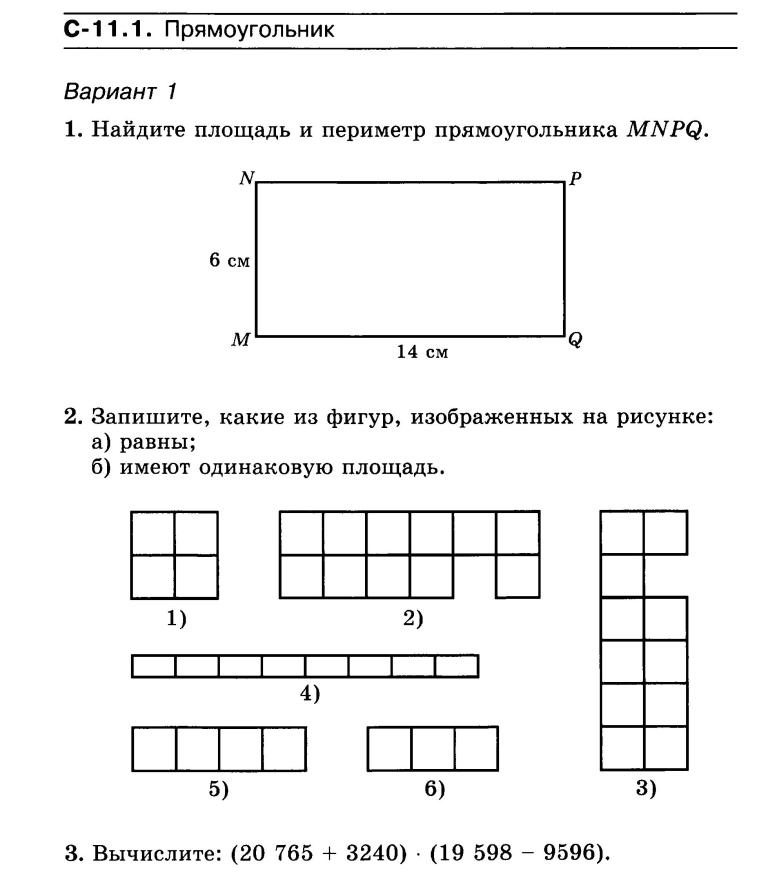 С-11.1. Прямоугольник
Вариант 1
1. Найдите площадь и периметр прямоугольника MNPQ.
N
P
6 см
M
Q
14 см
2. Запишите, какие из фигур, изображенных на рисунке:
а) равны;
б) имеют одинаковую площадь.
1)
2)
4)
5)
6)
3)
3. Вычислите: (20 765 + 3240) · (19 598 − 9596).